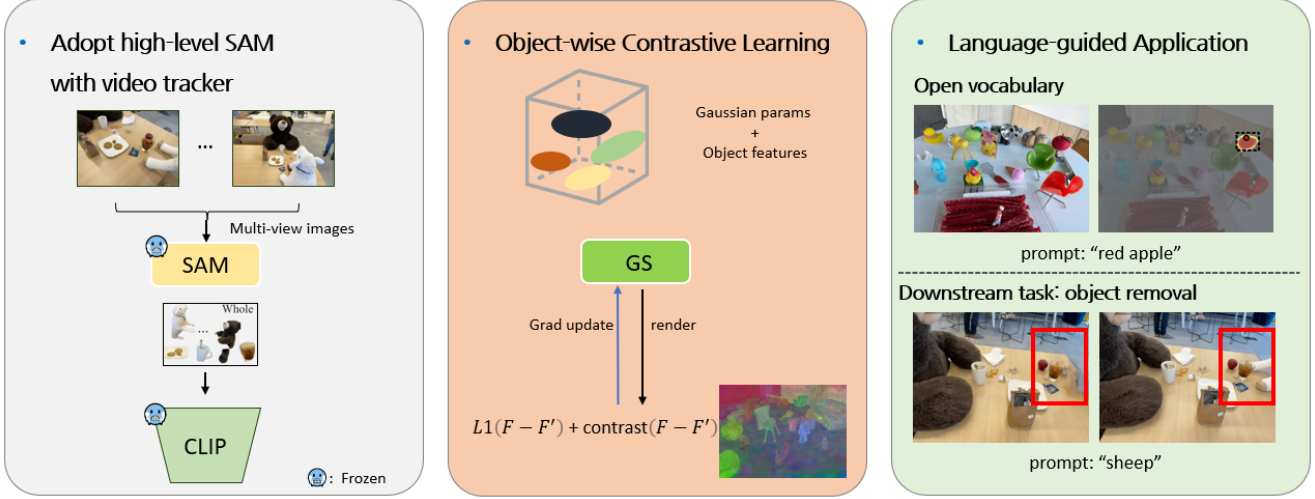 • Adopt high-level SAM
with video tracker
...
Multi-view images
SAM
Whole
...
CLIP
: Frozen
• Object-wise Contrastive Learning
Gaussian params
+
Object features
GS
Grad update
render
L1(F − F′) + contrast(F − F′)
• Language-guided Application
Open vocabulary
prompt: “red apple”
Downstream task: object removal
prompt: “sheep”